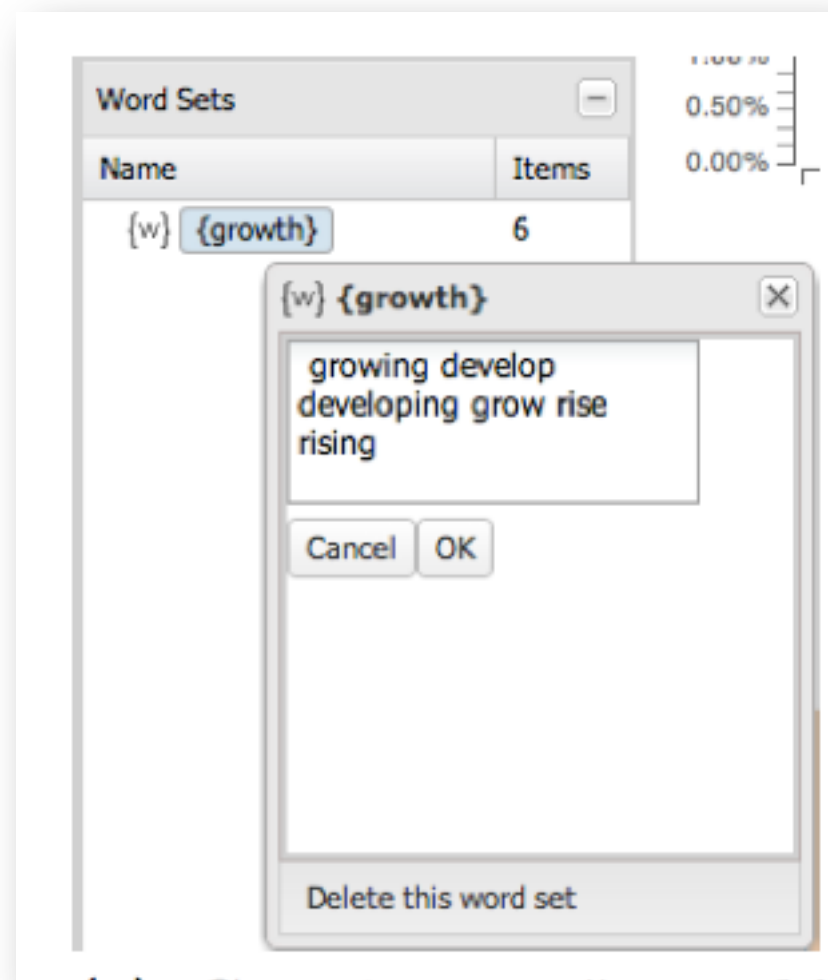 Word Sets
Name Items
{w} {growth} 6
0.50%
0.00%
{w} {growth}
growing develop
developing grow rise
rising
Cancel OK
Delete this word set